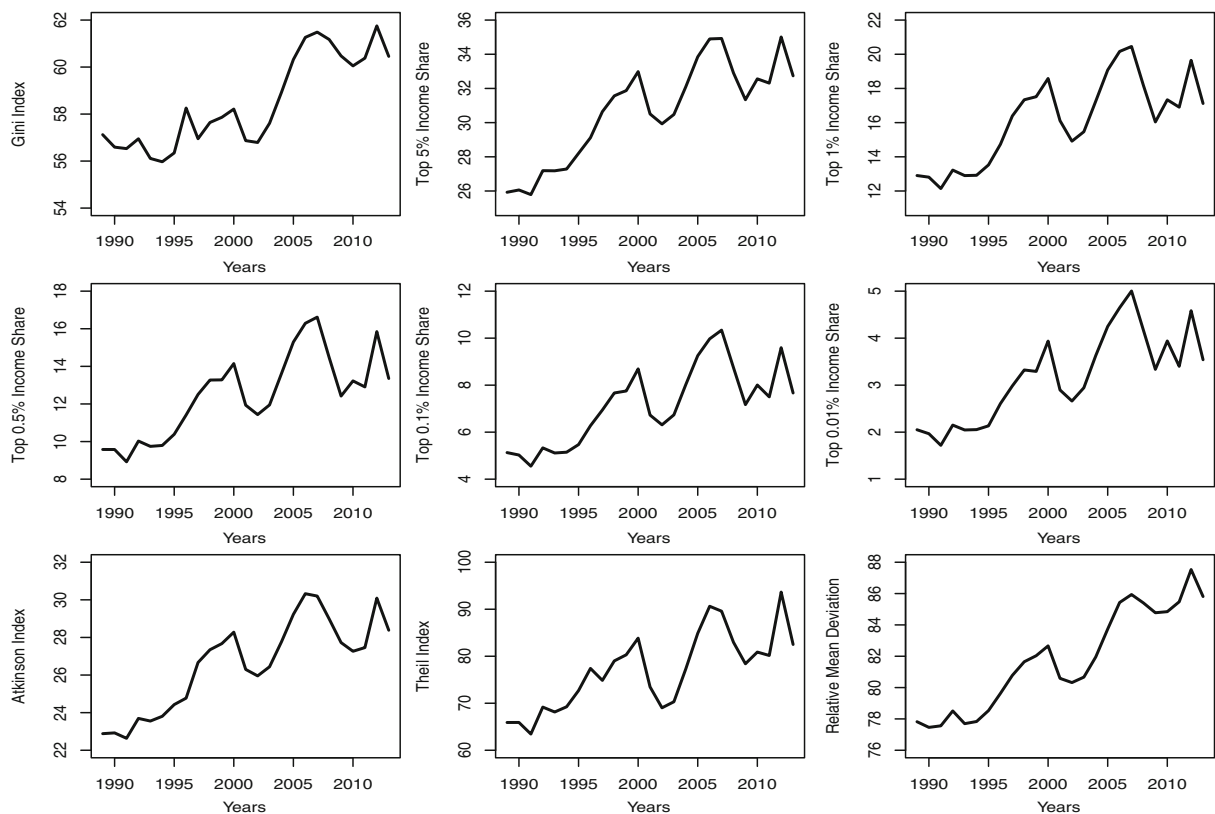 Gini Index
54 56 58 60 62
1990 1995 2000 2005 2010
Years
Top 5% Income Share
26 28 30 32 34 36
1990 1995 2000 2005 2010
Years
Top 1% Income Share
12 14 16 18 20 22
1990 1995 2000 2005 2010
Years
Top 0.5% Income Share
8 10 12 14 16 18
1990 1995 2000 2005 2010
Years
Top 0.1% Income Share
4 6 8 10 12
1990 1995 2000 2005 2010
Years
Top 0.01% Income Share
1 2 3 4 5
1990 1995 2000 2005 2010
Years
Atkinson Index
22 24 26 28 30 32
1990 1995 2000 2005 2010
Years
Theil Index
60 70 80 90 100
1990 1995 2000 2005 2010
Years
Relative Mean Deviation
76 78 80 82 84 86 88
1990 1995 2000 2005 2010
Years